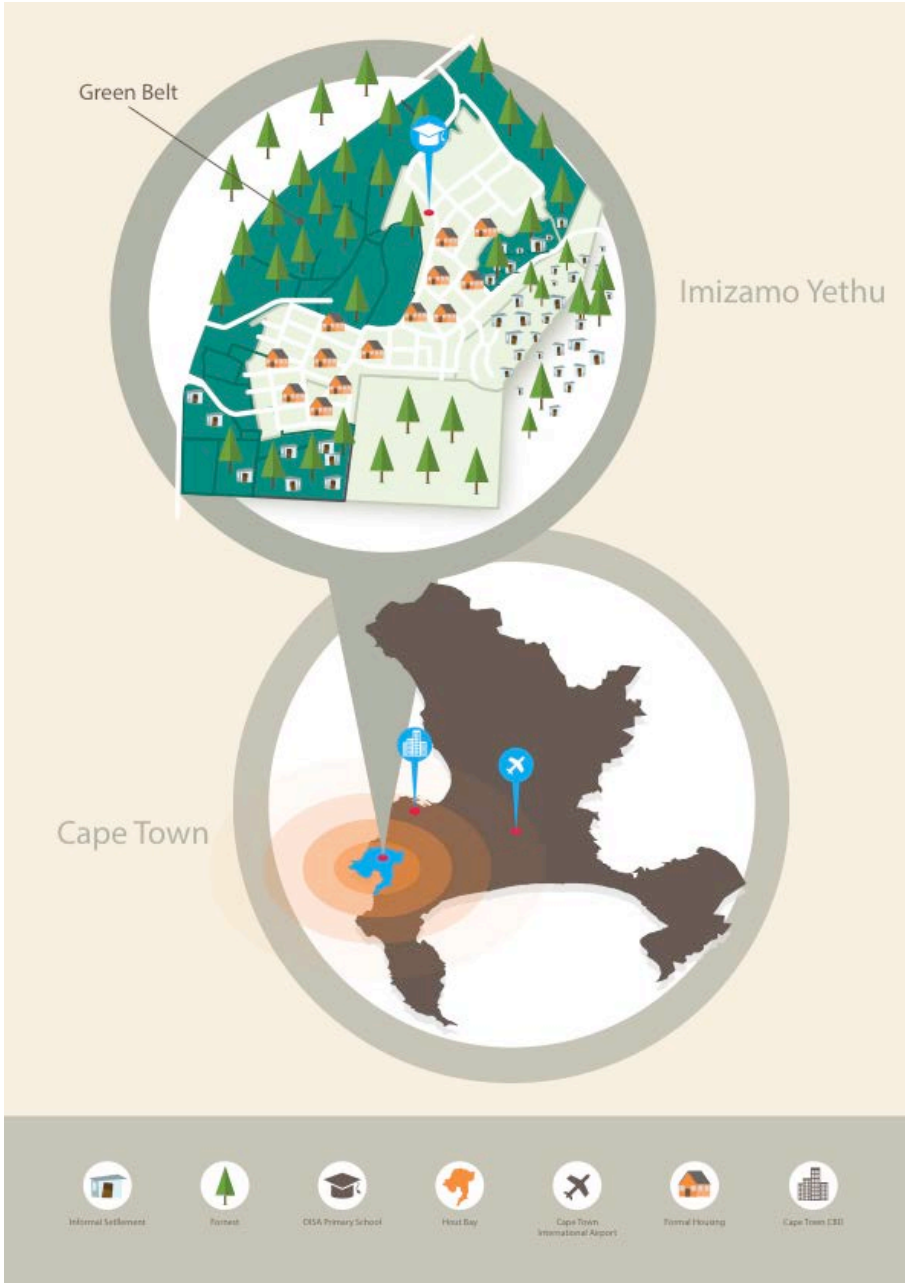 Green Belt
Imizamo Yethu
Cape Town
Informal Settlement
Fornest
DISA Primary School
Hout Bay
Cape Town
International Airport
Formal Housing
Cape Town CBD